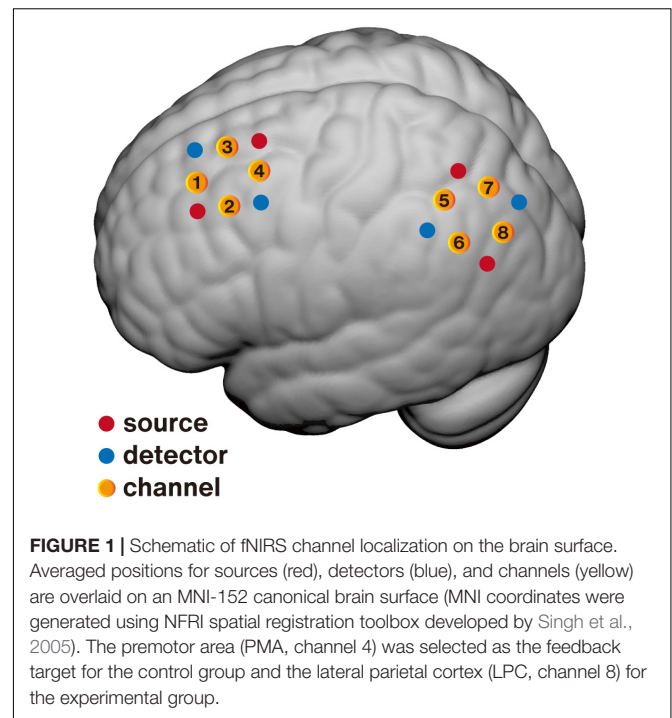 3
4
1
2
7
5
8
6
source
detector
channel
FIGURE 1 | Schematic of fNIRS channel localization on the brain surface.
Averaged positions for sources (red), detectors (blue), and channels (yellow)
are overlaid on an MNI-152 canonical brain surface (MNI coordinates were
generated using NFRI spatial registration toolbox developed by Singh et al.,
2005). The premotor area (PMA, channel 4) was selected as the feedback
target for the control group and the lateral parietal cortex (LPC, channel 8) for
the experimental group.